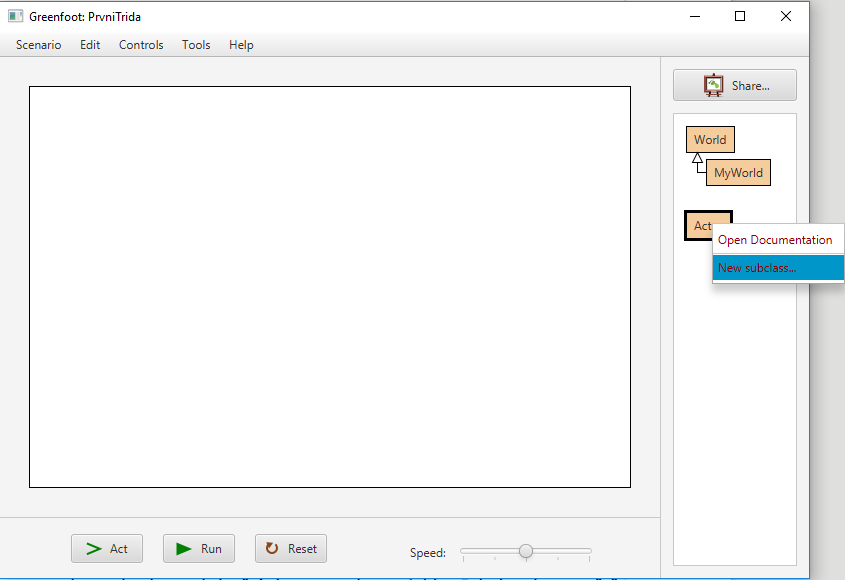 Greenfoot: PrvniTrida
Scenario Edit Controls Tools Help
Share...
World
MyWorld
Act
Open Documentation
New subclass...
Act Run Reset Speed: